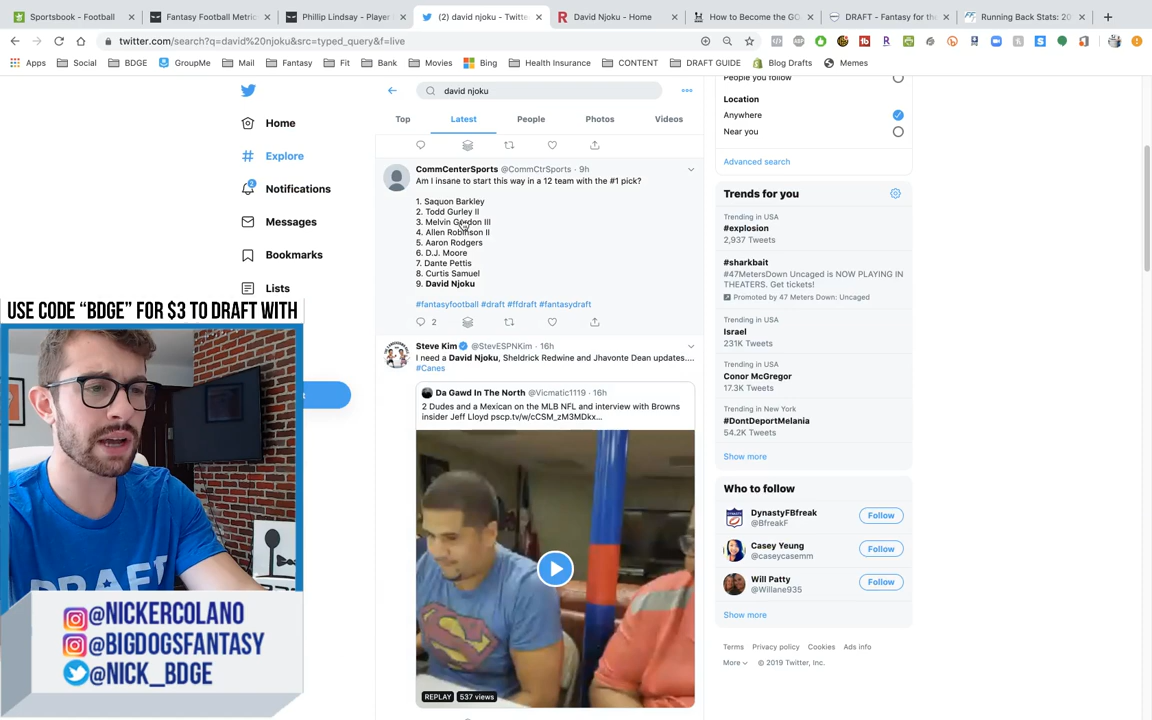 Sportsbook - Football
Fantasy Football Metric
Phillip Lindsay - Player
(2) david njoku - Twitte
David Njoku - Home
How to Become the GO
DRAFT - Fantasy for the
Running Back Stats: 20
twitter.com/search?q=david%20njoku&src=typed_query&f=live
Apps
Social
BDGE
GroupMe
Mail
Fantasy
Fit
Bank
Movies
Bing
Health Insurance
CONTENT
DRAFT GUIDE
Blog Drafts
Memes
david njoku
Home
Explore
2
Notifications
Messages
Bookmarks
Lists
Top
Latest
People
Photos
Videos
CommCenterSports @CommCtrSports · 9h
Am I insane to start this way in a 12 team with the #1 pick?
1. Saquon Barkley
2. Todd Gurley II
3. Melvin Gordon III
4. Allen Robinson II
5. Aaron Rodgers
6. D.J. Moore
7. Dante Pettis
8. Curtis Samuel
9. David Njoku
#fantasyfootball #draft #ffdraft #fantasydraft
2
Steve Kim @SteveESPNKim · 16h
I need a David Njoku, Sheldrick Redwine and Jhavonte Dean updates....
#Canes
Da Gawd In The North @Vicmatic1119 · 16h
2 Dudes and a Mexican on the MLB NFL and interview with Browns
insider Jeff Lloyd pscp.tv/w/cCSM_zM3MDkx...
REPLAY 537 views
People you follow
Location
Anywhere
Near you
Advanced search
Trends for you
Trending in USA
#explosion
2,937 Tweets
#sharkbait
#47MetersDown Uncaged is NOW PLAYING IN
THEATERS. Get tickets!
Promoted by 47 Meters Down: Uncaged
Trending in USA
Israel
231K Tweets
Trending in USA
Conor McGregor
17.3K Tweets
Trending in New York
#DontDeportMelania
54.2K Tweets
Show more
Who to follow
DynastyFBfreak
@BfreakF
Follow
Casey Yeung
@caseycasemm
Follow
Will Patty
@Willane935
Follow
Show more
Terms Privacy policy Cookies Ads info
More © 2019 Twitter, Inc.
USE CODE "BDGE" FOR $3 TO DRAFT WITH
DRAFT
@NICKERCOLANO
@BIGDOGSFANTASY
@NICK_BDGE